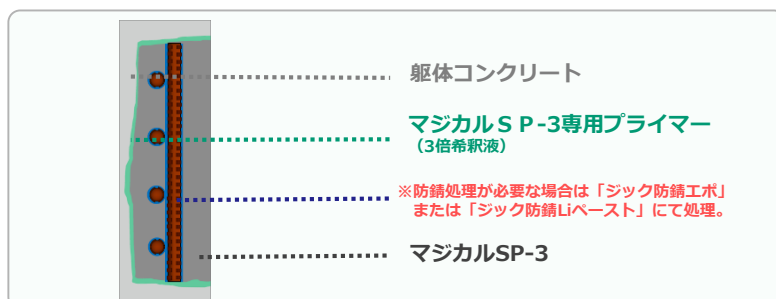 躯体コンクリート
マジカルＳＰ-3専用プライマー
（3倍希釈液）
※防錆処理が必要な場合は「ジック防錆エポ」
または「ジック防錆Liペースト」にて処理。
マジカルSP-3